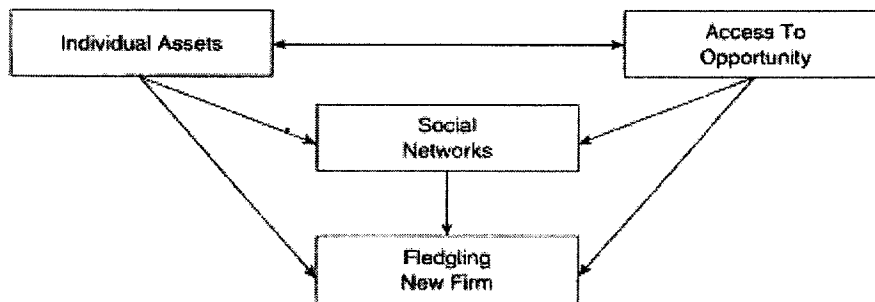 Individual Assets
Access To
Opportunity
Social
Networks
Fledgling
New Firm